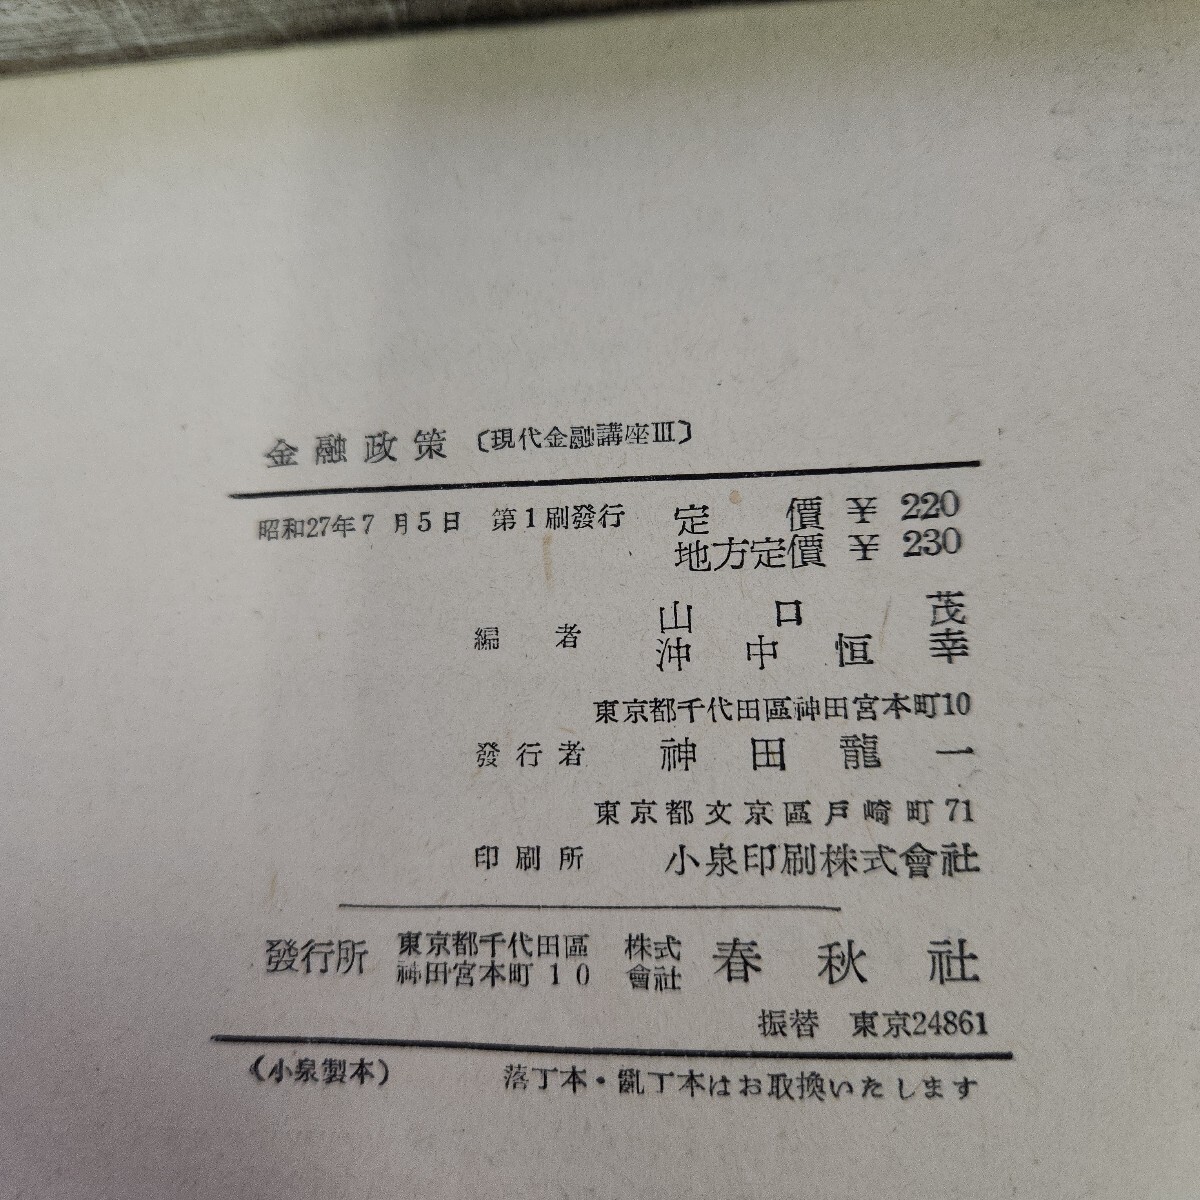 金融政策〔現代金融講座III〕
昭和27年7月5日 第1刷發行 定價¥220
地方定價¥230
編者 山口茂
沖中恒幸
東京都千代田區神田宮本町10
發行者 神田龍一
東京都文京區戸崎町71
印刷所 小泉印刷株式會社
發行所 東京都千代田區神田宮本町10 株式會社 春秋社
振替 東京24861
(小泉製本) 落丁本・亂丁本はお取換いたします